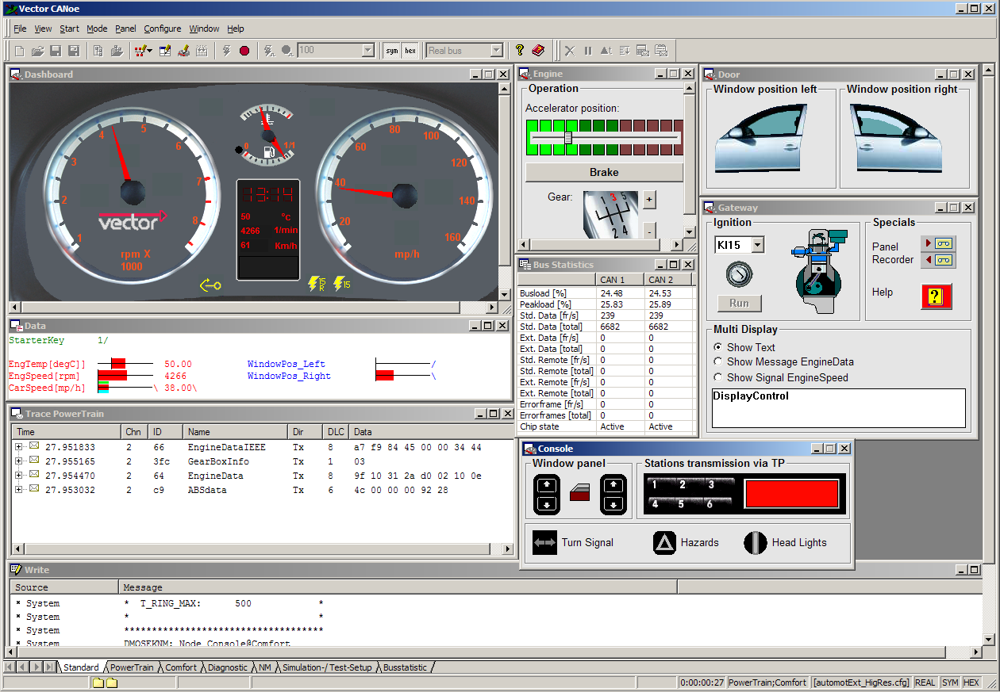 Vector CANoe
File View Start Mode Panel Configure Window Help
sym hex 100 Real bus
Dashboard
1 2 3 4 5 6 7 8
vector
rpm X
1000
0 1/1
50 °C
4266 1/min
61 Km/h
20 40 60 80 100 120 140 160
mp/h
15
R
15
Engine
Operation
Accelerator position:
Brake
Gear:
1 3 5
2 4
+
-
Door
Window position left
Window position right
Gateway
Ignition
Kl15
Run
Specials
Panel
Recorder
Help
?
Multi Display
Show Text
Show Message EngineData
Show Signal EngineSpeed
DisplayControl
Bus Statistics
CAN 1 CAN 2
Busload [%] 24.48 24.53
Peakload [%] 25.83 25.89
Std. Data [fr/s] 239 239
Std. Data [total] 6682 6682
Ext. Data [fr/s] 0 0
Ext. Data [total] 0 0
Std. Remote [fr/s] 0 0
Std. Remote [total] 0 0
Ext. Remote [fr/s] 0 0
Ext. Remote [total] 0 0
Errorframe [fr/s] 0 0
Errorframes [total] 0 0
Chip state Active Active
Data
StarterKey 1/
EngTemp[degC]] 50.00 WindowPos_Left /
EngSpeed[rpm] 4266 WindowPos_Right \
CarSpeed[mp/h] \ 38.00\
Trace PowerTrain
Time Chn ID Name Dir DLC Data
27.951833 2 66 EngineDataIEEE Tx 8 a7 f9 84 45 00 00 34 44
27.955165 2 3fc GearBoxInfo Tx 1 03
27.954470 2 64 EngineData Tx 8 9f 10 31 2a d0 02 10 0e
27.953032 2 c9 ABSdata Tx 6 4c 00 00 00 92 28
Console
Window panel
Stations transmission via TP
1 2 3
4 5 6
Turn Signal Hazards Head Lights
Write
Source Message
System * T_RING_MAX: 500 *
System * *
System ************************************
System DMOSEKNM: Node Console@Comfort
Standard PowerTrain Comfort Diagnostic NM Simulation-/ Test-Setup Busstatistic
0:00:00:27 PowerTrain;Comfort [automotExt_HigRes.cfg] REAL SYM HEX